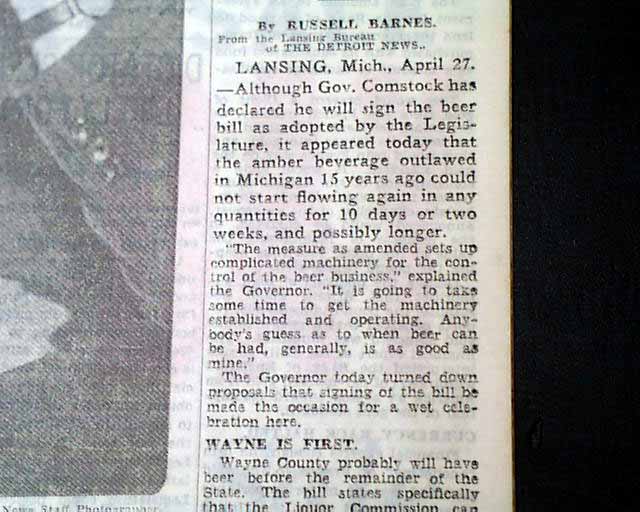 By RUSSELL BARNES.
From the Lansing Bureau
of THE DETROIT NEWS..
LANSING, Mich., April 27.
—Although Gov. Comstock has
declared he will sign the beer
bill as adopted by the Legis-
lature, it appeared today that
the amber beverage outlawed
in Michigan 15 years ago could
not start flowing again in any
quantities for 10 days or two
weeks, and possibly longer.
"The measure as amended sets up
complicated machinery for the con-
trol of the beer business," explained
the Governor. "It is going to take
some time to get the machinery
established and operating. Any-
body's guess as to when beer can
be had, generally, is as good as
mine."
The Governor today turned down
proposals that signing of the bill be
made the occasion for a wet cele-
bration here.
WAYNE IS FIRST.
Wayne County probably will have
beer before the remainder of the
State. The bill states specifically
that the Liquor Commission can
News Staff Photographer.